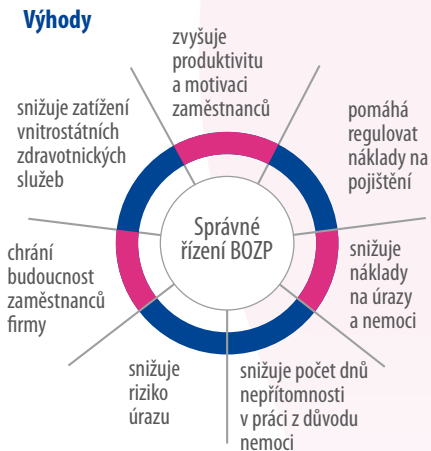 Výhody
zvyšuje
produktivitu
a motivaci
zaměstnanců
pomáhá
regulovat
náklady na
pojištění
snižuje
náklady
na úrazy
a nemoci
snižuje počet dnů
nepřítomnosti
v práci z důvodu
nemoci
snižuje
riziko
úrazu
chrání
budoucnost
zaměstnanců
firmy
snižuje zatížení
vnitrostátních
zdravotnických
služeb
Správné
řízení BOZP